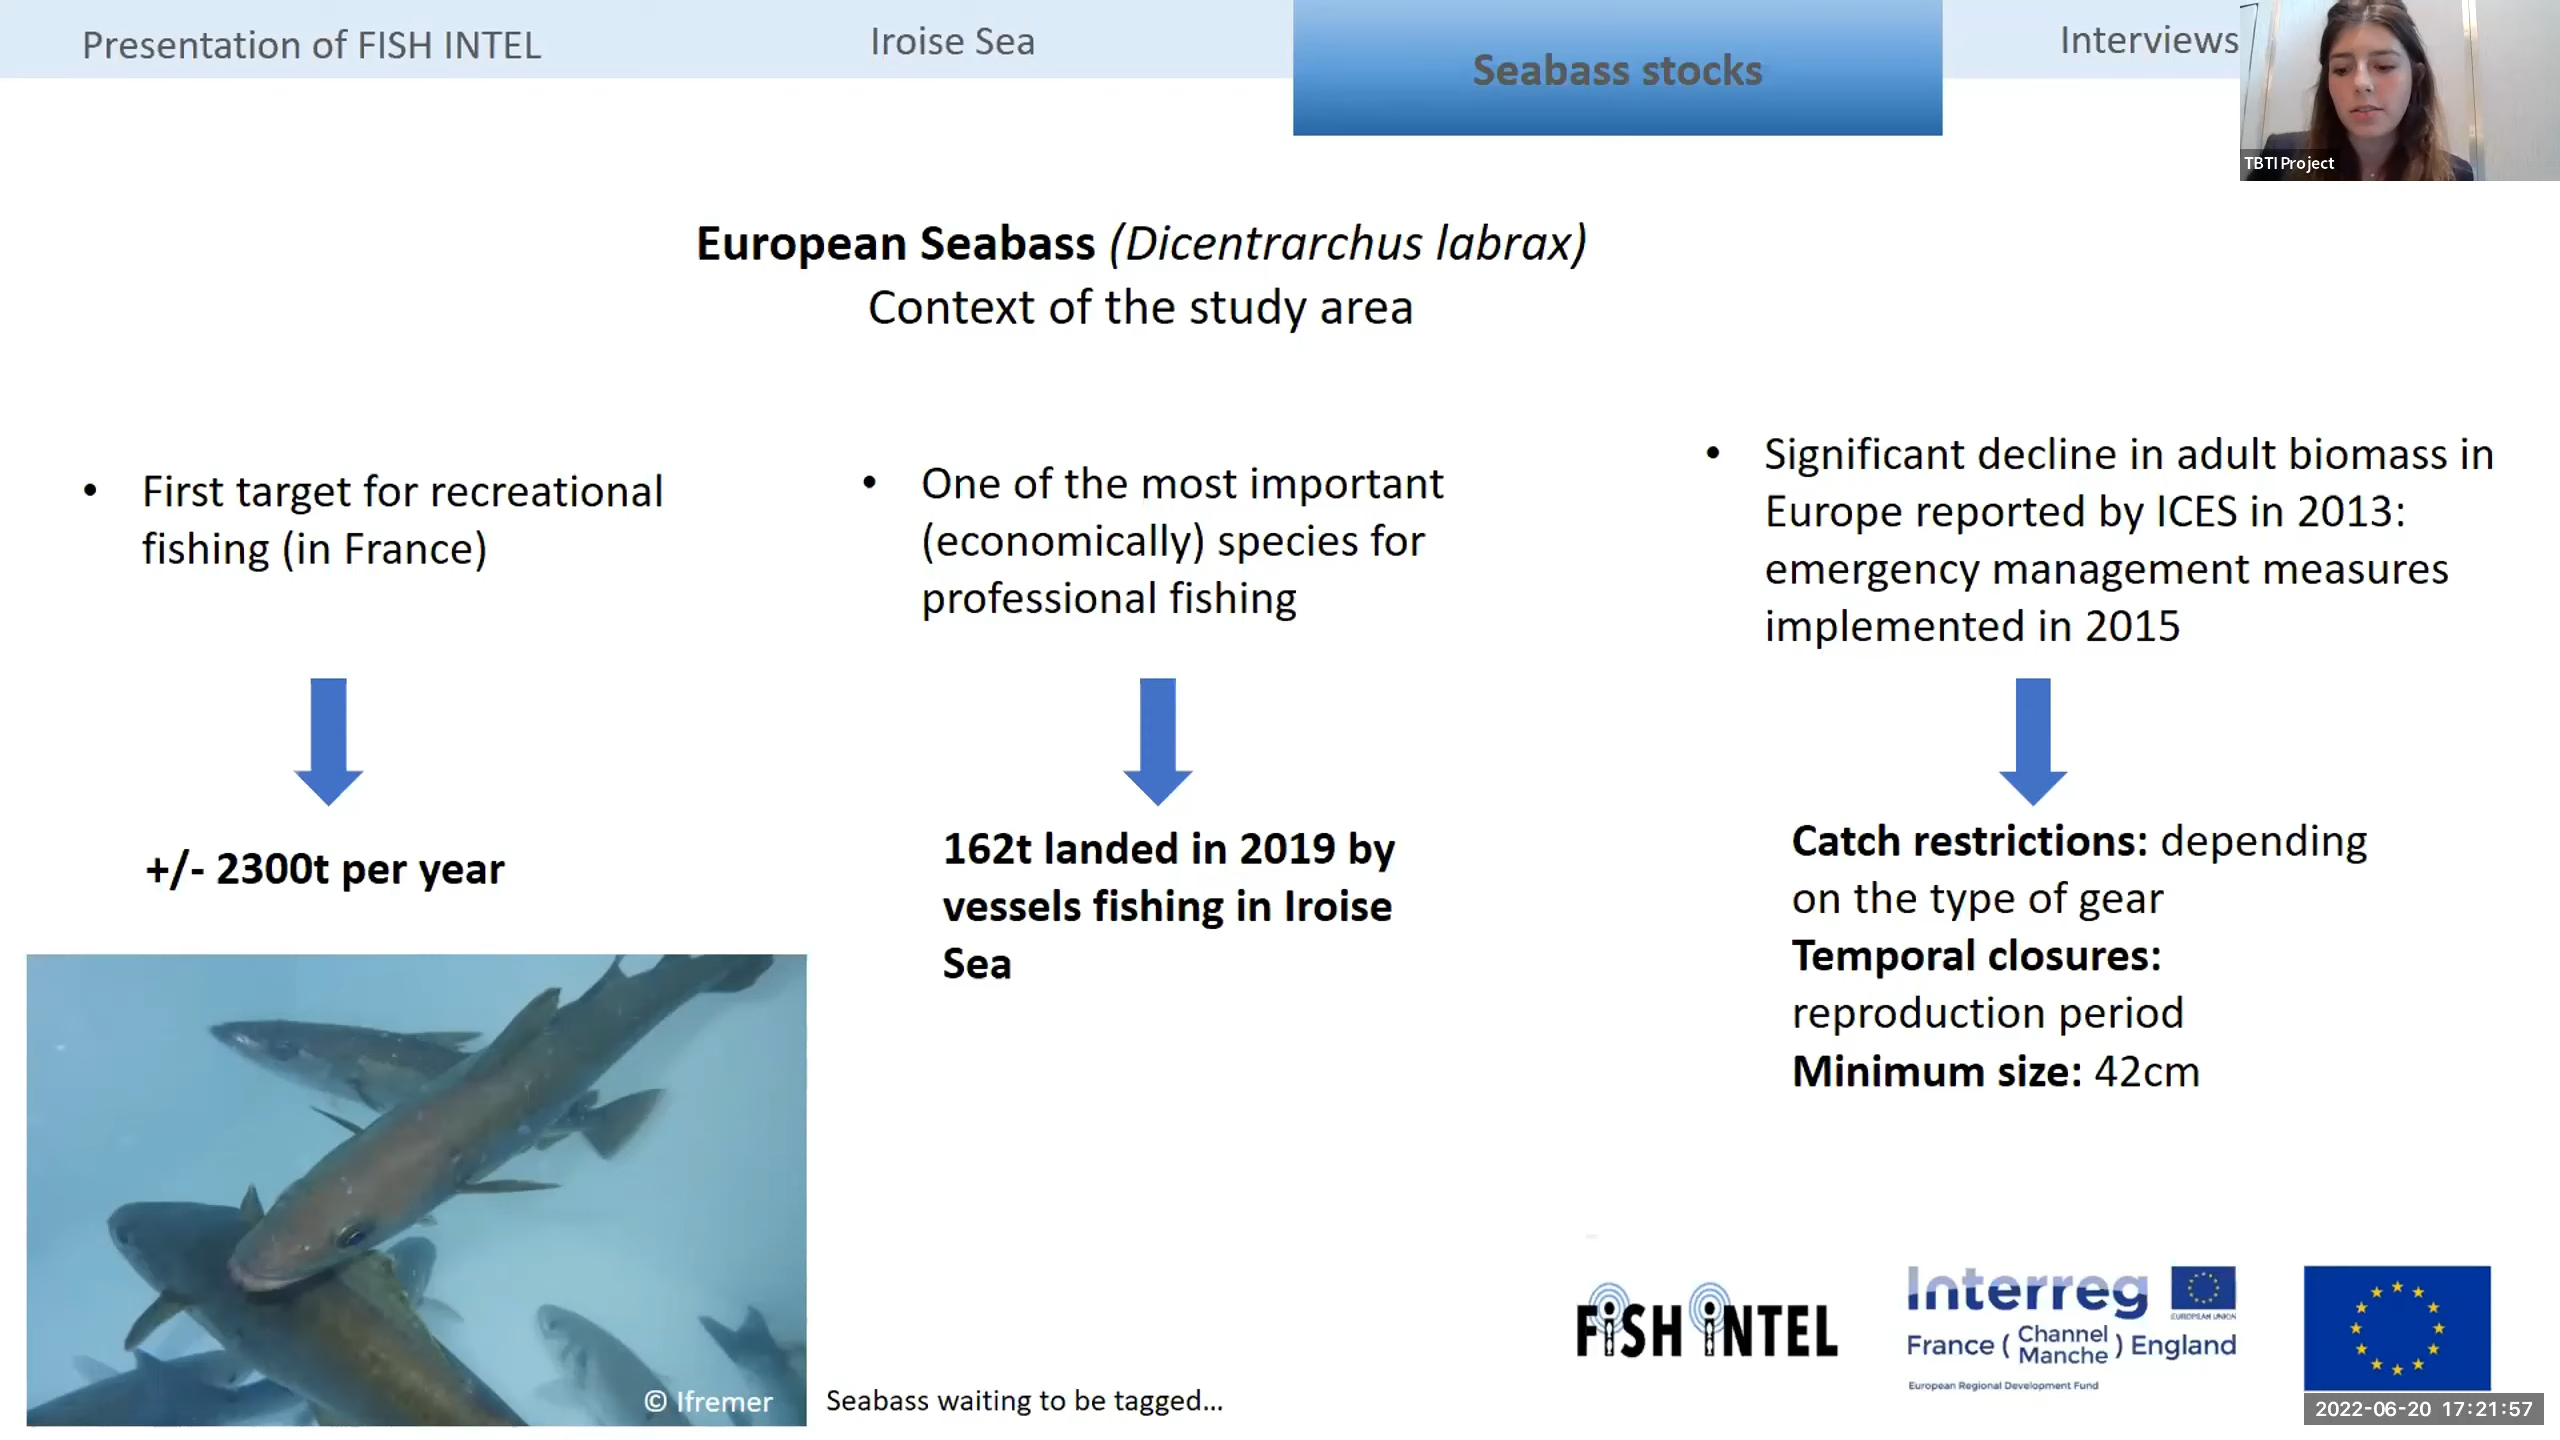 Presentation of FISH INTEL
Iroise Sea
Seabass stocks
Interviews
TBTI Project
European Seabass (Dicentrarchus labrax)
Context of the study area
• First target for recreational
fishing (in France)
+/- 2300t per year
• One of the most important
(economically) species for
professional fishing
162t landed in 2019 by
vessels fishing in Iroise
Sea
• Significant decline in adult biomass in
Europe reported by ICES in 2013:
emergency management measures
implemented in 2015
Catch restrictions: depending
on the type of gear
Temporal closures:
reproduction period
Minimum size: 42cm
© Ifremer
Seabass waiting to be tagged...
FiSH iNTEL
Interreg
EUROPEAN UNION
France ( Channel Manche ) England
European Regional Development Fund
2022-06-20 17:21:57